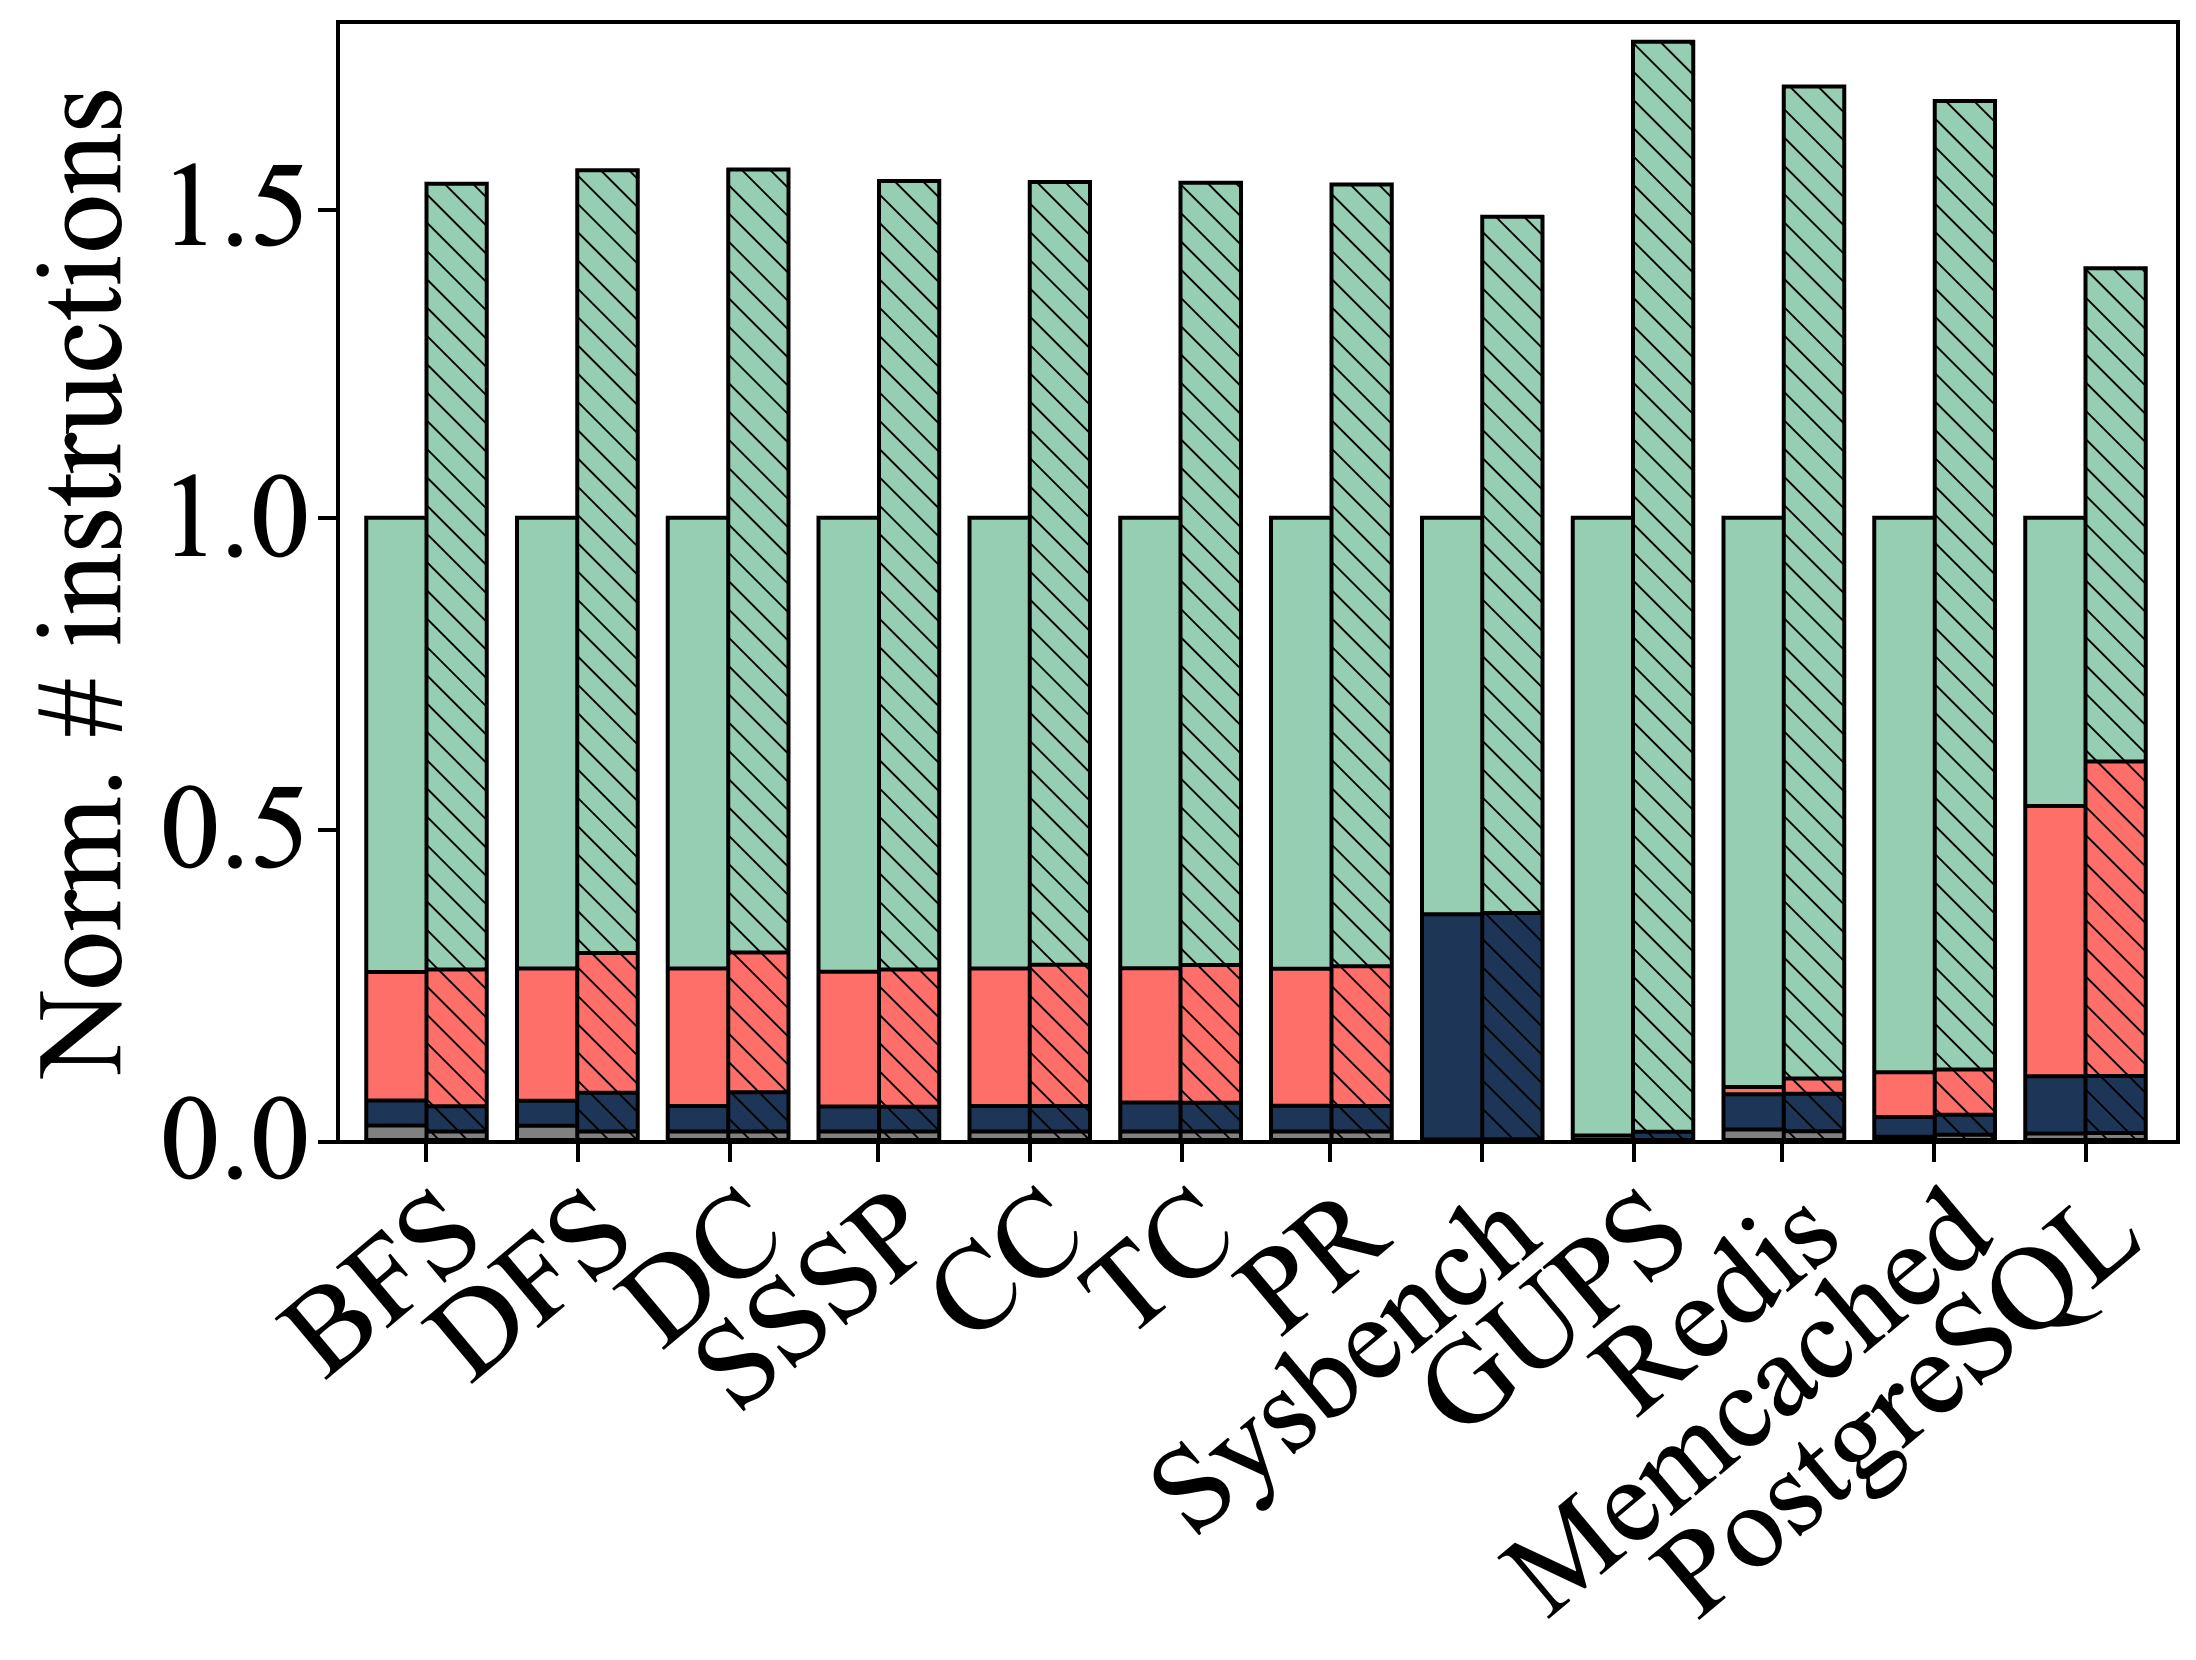 Norm. # instructions
1.5
1.0
0.5
0.0
BFS
DFS
DC
SSSP
CC
TC
PR
Sysbench
GUPS
Redis
Memcached
PostgreSQL